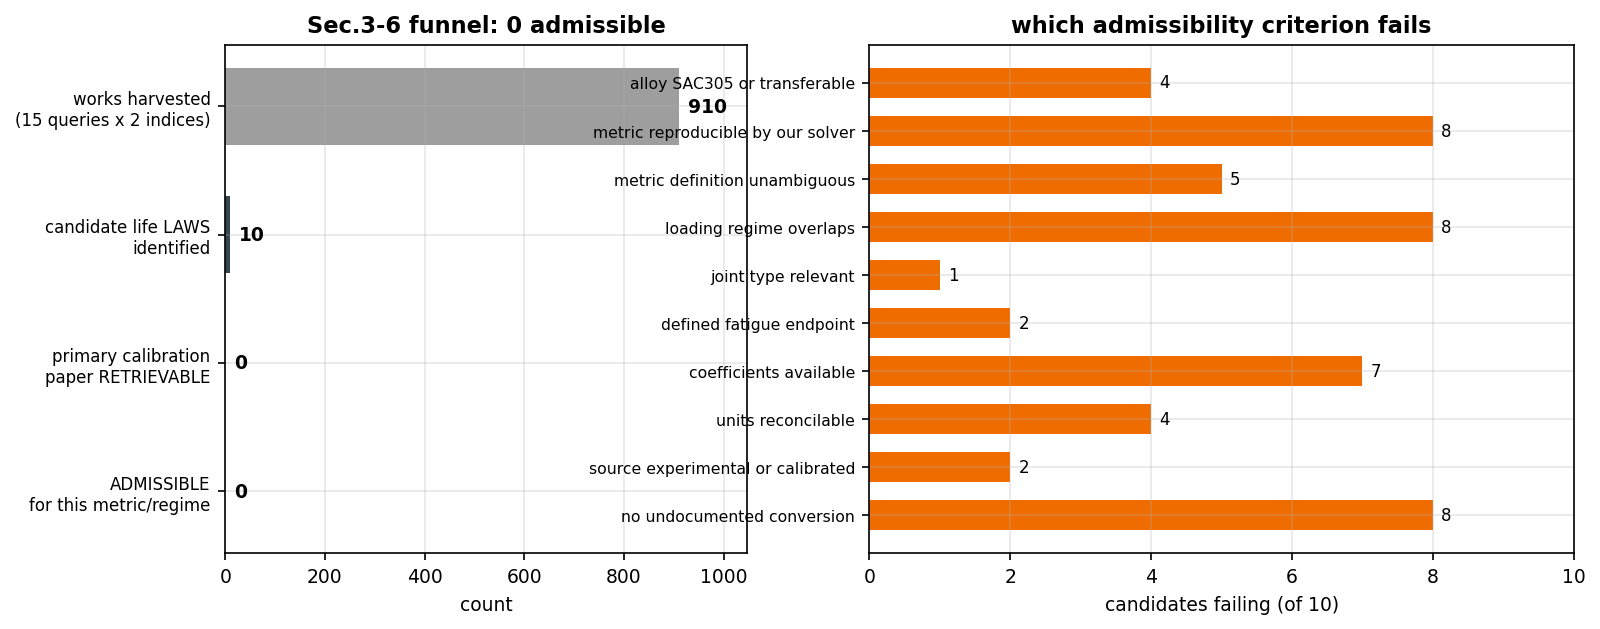 Sec.3-6 funnel: 0 admissible
works harvested
(15 queries x 2 indices)
910
candidate life LAWS
identified
10
primary calibration
paper RETRIEVABLE
0
ADMISSIBLE
for this metric/regime
0
0 200 400 600 800 1000
count
which admissibility criterion fails
alloy SAC305 or transferable 4
metric reproducible by our solver 8
metric definition unambiguous 5
loading regime overlaps 8
joint type relevant 1
defined fatigue endpoint 2
coefficients available 7
units reconcilable 4
source experimental or calibrated 2
no undocumented conversion 8
0 2 4 6 8 10
candidates failing (of 10)